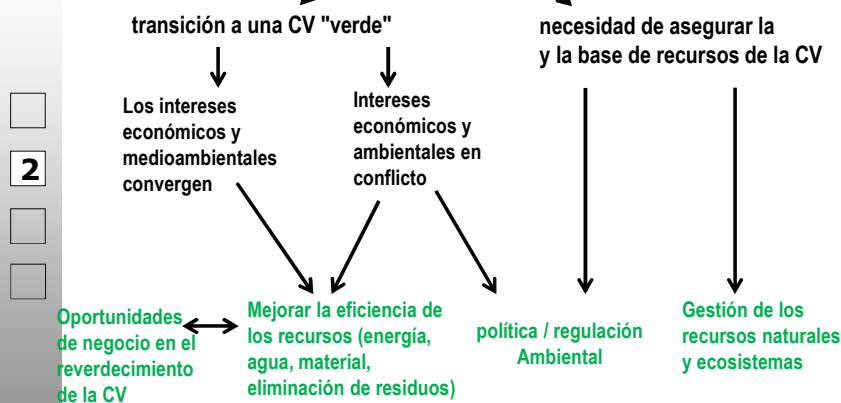 transición a una CV "verde"
necesidad de asegurar la
y la base de recursos de la CV
Los intereses
económicos y
medioambientales
convergen
Intereses
económicos y
ambientales en
conflicto
2
Oportunidades
de negocio en el
reverdecimiento
de la CV
Mejorar la eficiencia de
los recursos (energía,
agua, material,
eliminación de residuos)
política / regulación
Ambiental
Gestión de los
recursos naturales
y ecosistemas